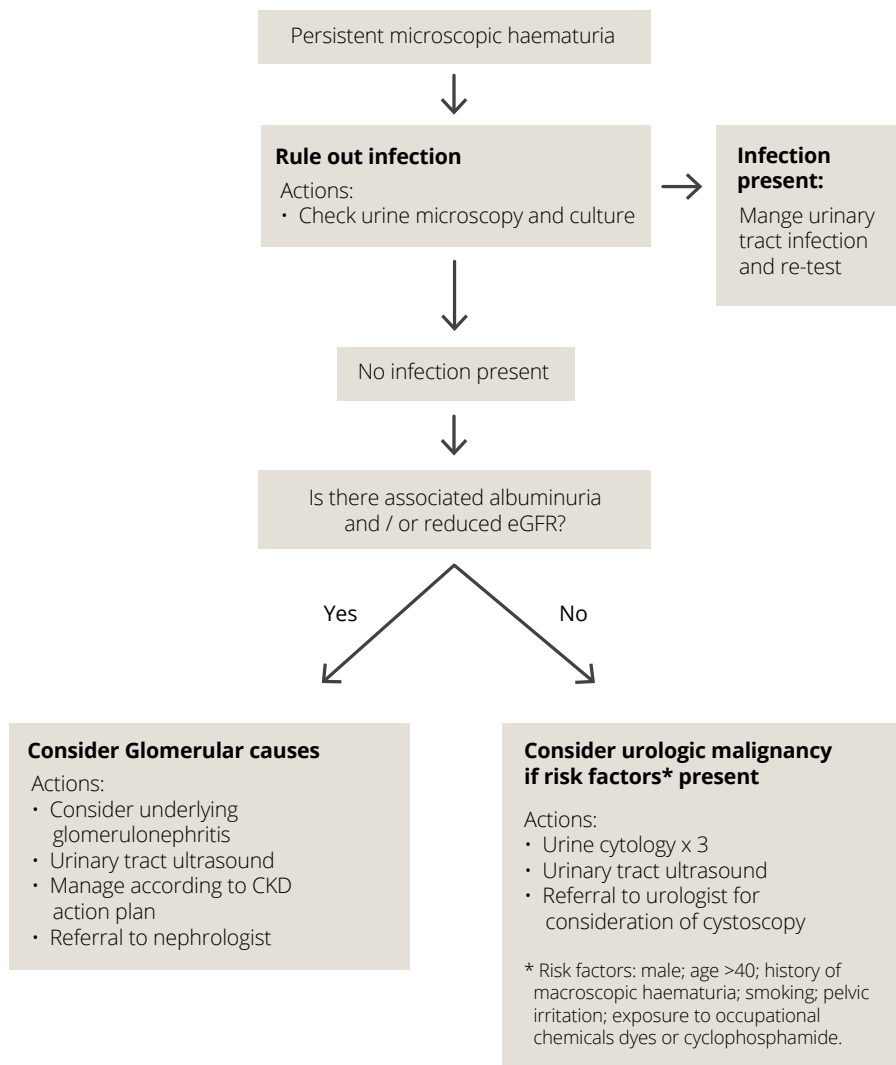 Persistent microscopic haematuria
Rule out infection
Actions:
• Check urine microscopy and culture
Infection
present:
Mange urinary
tract infection
and re-test
No infection present
Is there associated albuminuria
and / or reduced eGFR?
Yes
No
Consider Glomerular causes
Actions:
• Consider underlying
glomerulonephritis
• Urinary tract ultrasound
• Manage according to CKD
action plan
• Referral to nephrologist
Consider urologic malignancy
if risk factors* present
Actions:
• Urine cytology x 3
• Urinary tract ultrasound
• Referral to urologist for
consideration of cystoscopy
* Risk factors: male; age >40; history of
macroscopic haematuria; smoking; pelvic
irritation; exposure to occupational
chemicals dyes or cyclophosphamide.